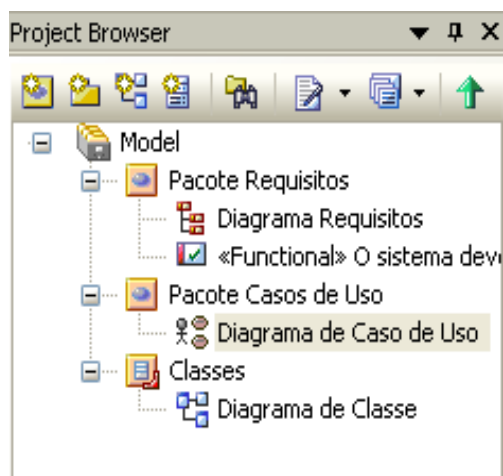 Project Browser
Model
Pacote Requisitos
Diagrama Requisitos
«Functional» O sistema
Pacote Casos de Uso
Diagrama de Caso de Uso
Classes
Diagrama de Classe